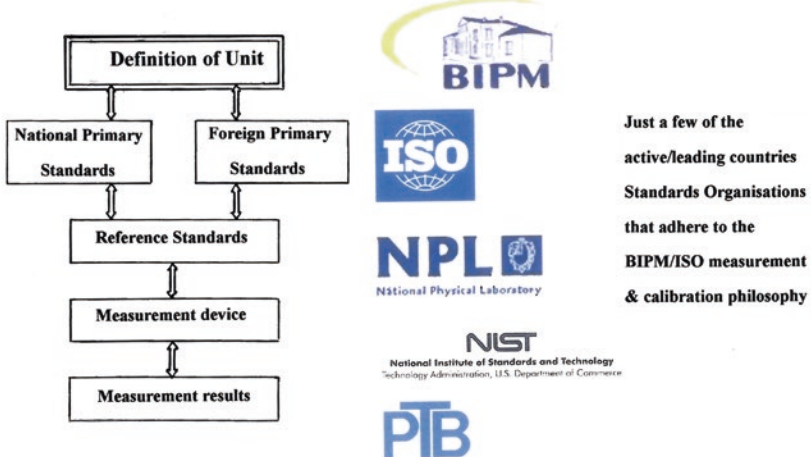 Definition of Unit
National Primary
Standards
Foreign Primary
Standards
Reference Standards
Measurement device
Measurement results
BIPM
ISO
NPL
National Physical Laboratory
NIST
National Institute of Standards and Technology
Technology Administration, U.S. Department of Commerce
PTB
Just a few of the
active/leading countries
Standards Organisations
that adhere to the
BIPM/ISO measurement
& calibration philosophy